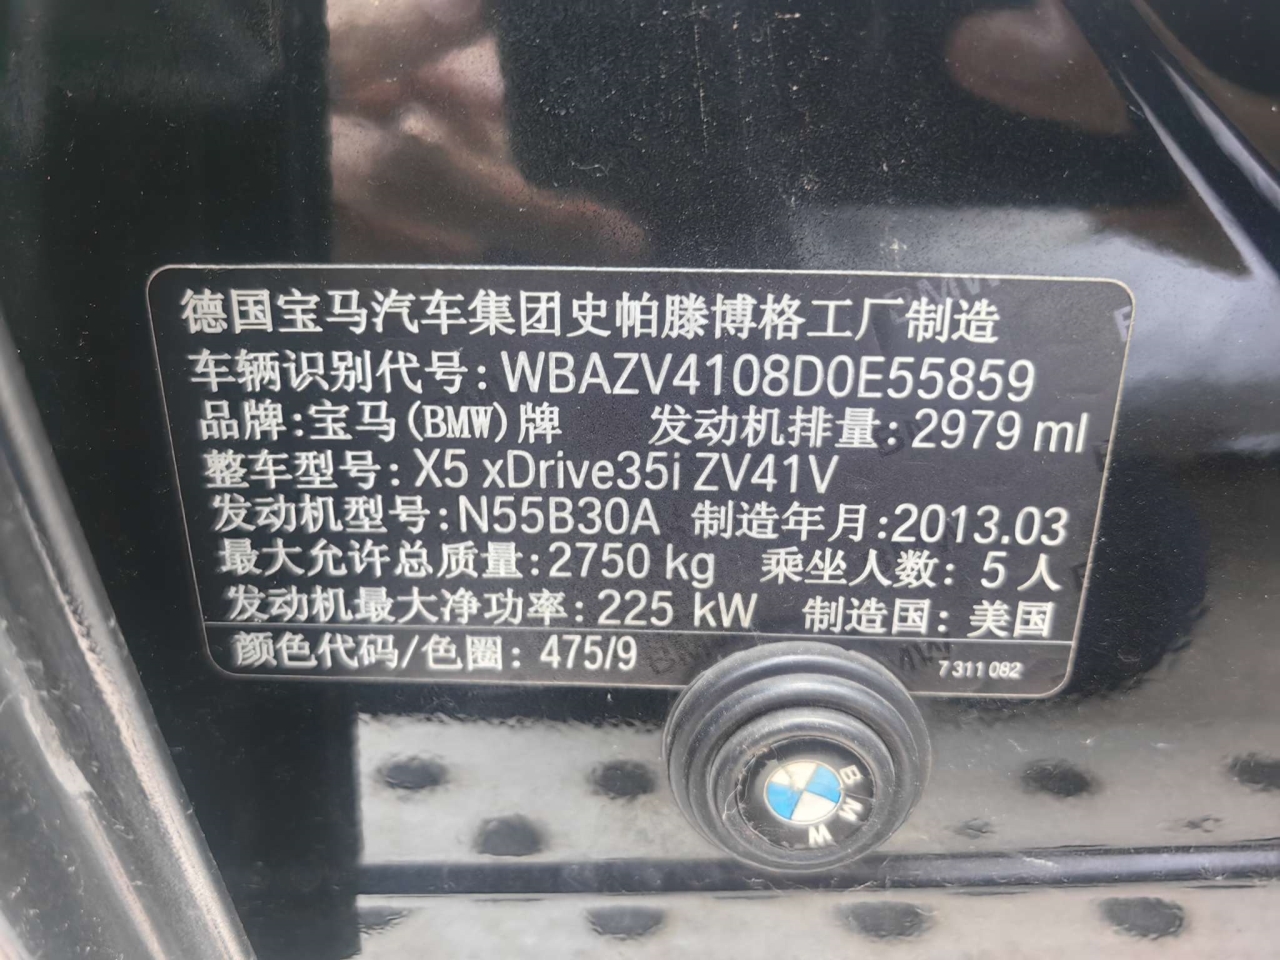 德国宝马汽车集团史帕滕博格工厂制造
车辆识别代号: WBAZV4108D0E55859
品牌:宝马(BMW)牌 发动机排量: 2979 ml
整车型号: X5 xDrive35i ZV41V
发动机型号:N55B30A 制造年月:2013.03
最大允许总质量:2750 kg 乘坐人数: 5 人
发动机最大净功率: 225 kW 制造国: 美国
颜色代码/色圈: 475/9
7 311 082
BMW